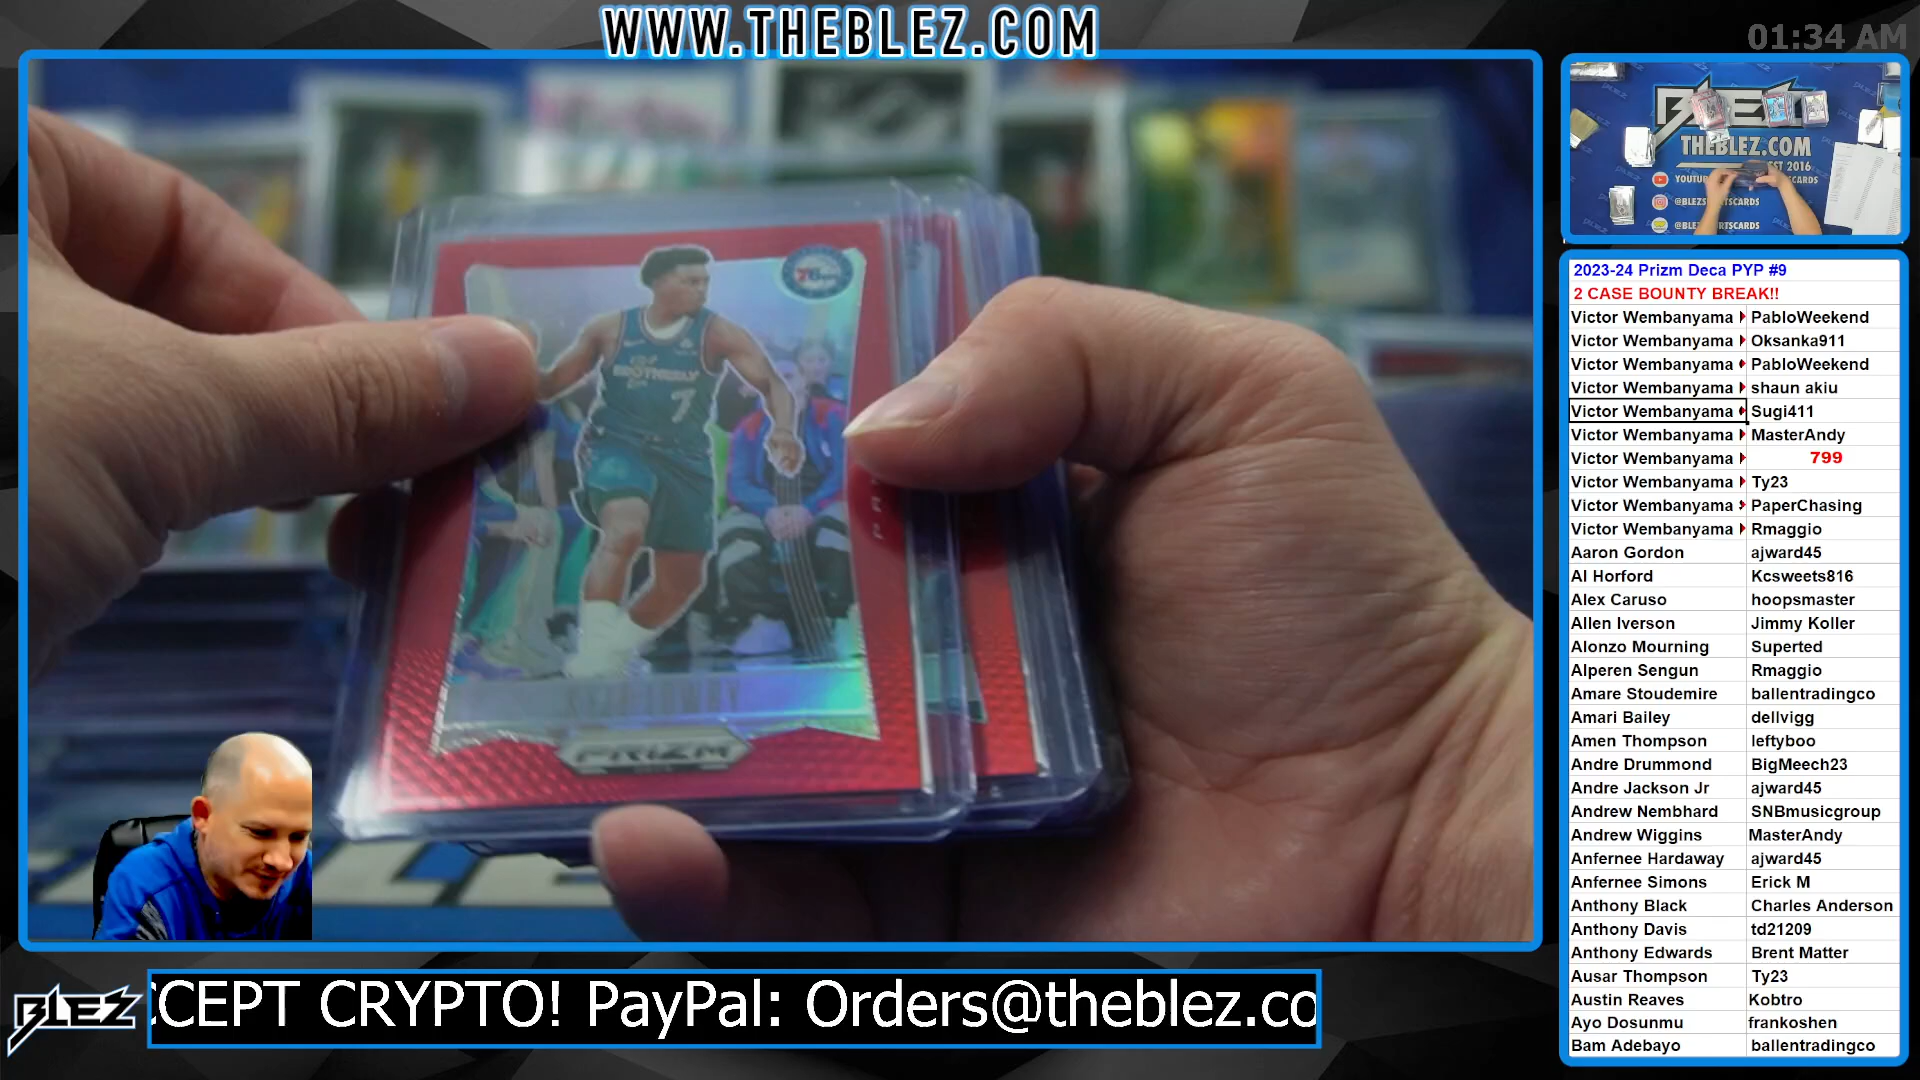 WWW.THEBLEZ.COM
01:34 AM
BLEZ
THEBLEZ.COM
EST 2016
@BLEZ
76ers
BROTHERLY
7
PRIZM
2023-24 Prizm Deca PYP #9
2 CASE BOUNTY BREAK!!
Victor Wembanyama PabloWeekend
Victor Wembanyama Oksanka911
Victor Wembanyama PabloWeekend
Victor Wembanyama shaun akiu
Victor Wembanyama Sugi411
Victor Wembanyama MasterAndy
Victor Wembanyama 799
Victor Wembanyama Ty23
Victor Wembanyama PaperChasing
Victor Wembanyama Rmaggio
Aaron Gordon ajward45
Al Horford Kcsweets816
Alex Caruso hoopsmaster
Allen Iverson Jimmy Koller
Alonzo Mourning Superted
Alperen Sengun Rmaggio
Amare Stoudemire ballentradingco
Amari Bailey dellvigg
Amen Thompson leftyboo
Andre Drummond BigMeech23
Andre Jackson Jr ajward45
Andrew Nembhard SNBmusicgroup
Andrew Wiggins MasterAndy
Anfernee Hardaway ajward45
Anfernee Simons Erick M
Anthony Black Charles Anderson
Anthony Davis td21209
Anthony Edwards Brent Matter
Ausar Thompson Ty23
Austin Reaves Kobtro
Ayo Dosunmu frankoshen
Bam Adebayo ballentradingco
BLEZ
CCEPT CRYPTO! PayPal: Orders@theblez.co